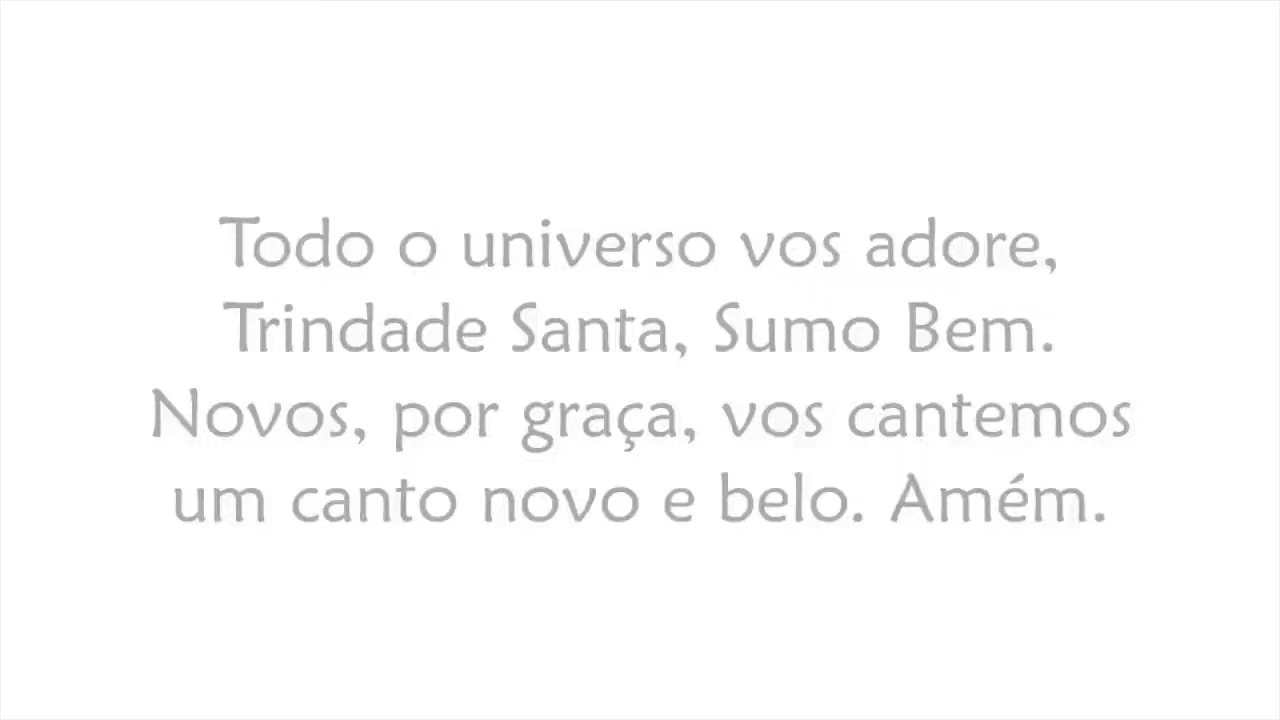 Todo o universo vos adore,
Trindade Santa, Sumo Bem.
Novos, por graça, vos cantemos
um canto novo e belo. Amém.